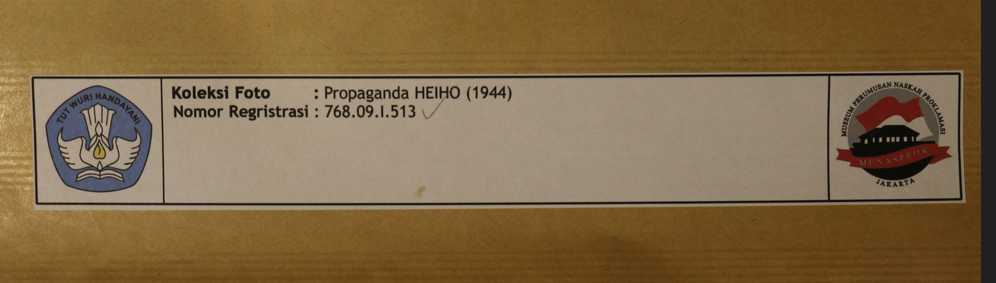 TUT WURI HANDAYANI
Koleksi Foto : Propaganda HEIHO (1944)
Nomor Regristrasi : 768.09.I.513
MUSEUM PERUMUSAN NASKAH PROKLAMASI
MUNASPROK
JAKARTA